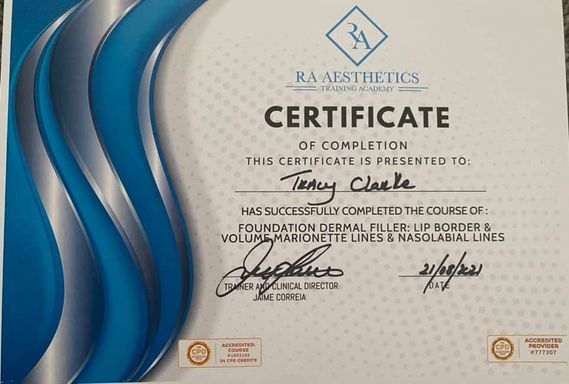 RA
RA AESTHETICS
TRAINING ACADEMY
CERTIFICATE
OF COMPLETION
THIS CERTIFICATE IS PRESENTED TO:
Tracy Clarke
HAS SUCCESSFULLY COMPLETED THE COURSE OF :
FOUNDATION DERMAL FILLER: LIP BORDER &
VOLUME MARIONETTE LINES & NASOLABIAL LINES
21/08/2021
TRAINER AND CLINICAL DIRECTOR
DATE
JAIME CORREIA
CPD
ACCREDITED:
COURSE
24 CPD CREDITS
CPD
ACCREDITED
PROVIDER
#777307